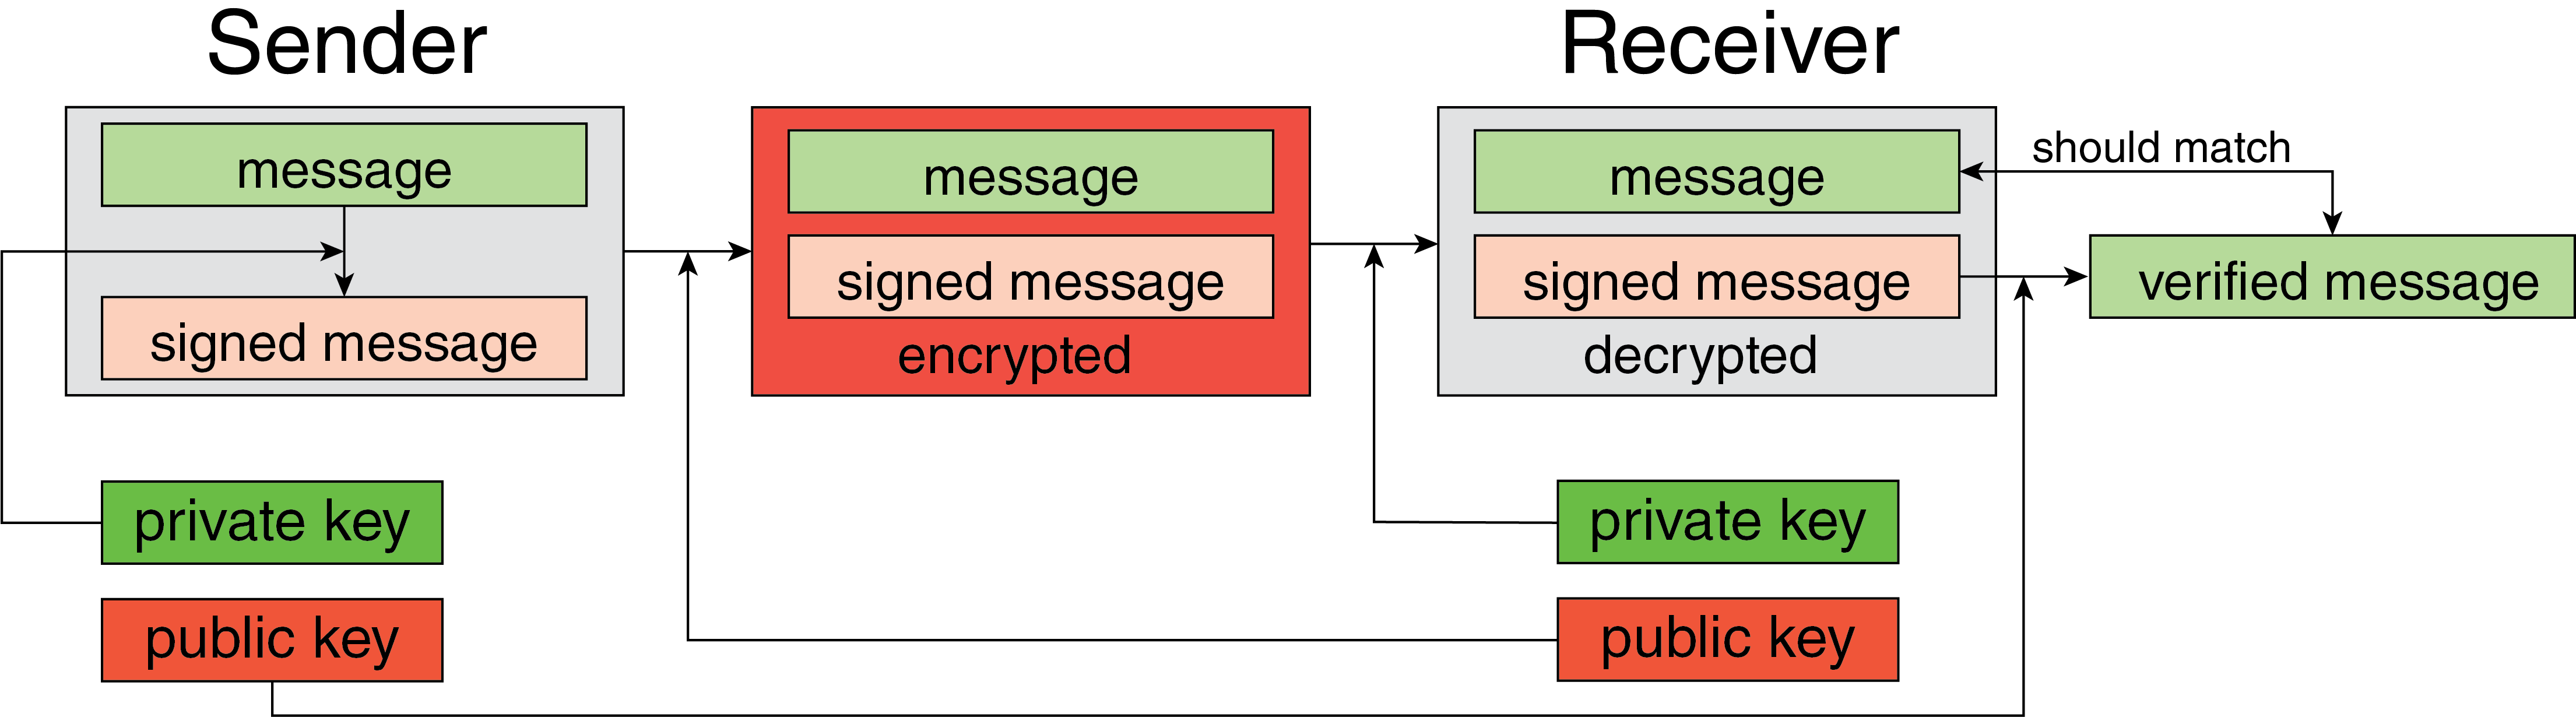 Sender
Receiver
message
signed message
message
signed message
encrypted
message
signed message
decrypted
should match
verified message
private key
public key
private key
public key